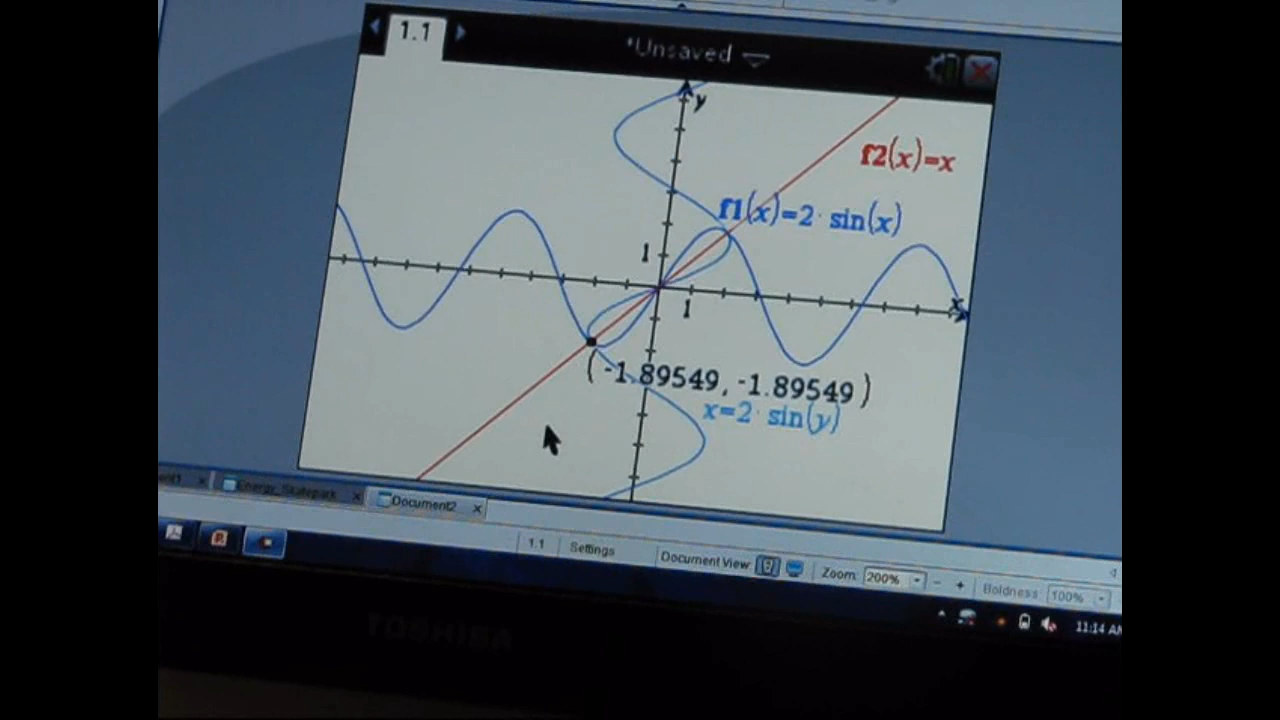 1.1
*Unsaved
y
f2(x)=x
f1(x)=2·sin(x)
1
x
1
(-1.89549, -1.89549)
x=2·sin(y)
Energy_Skatepark
Document2
1.1 Settings Document View: Zoom: 200% - + Boldness: 100%
11:14 AM
TOSHIBA